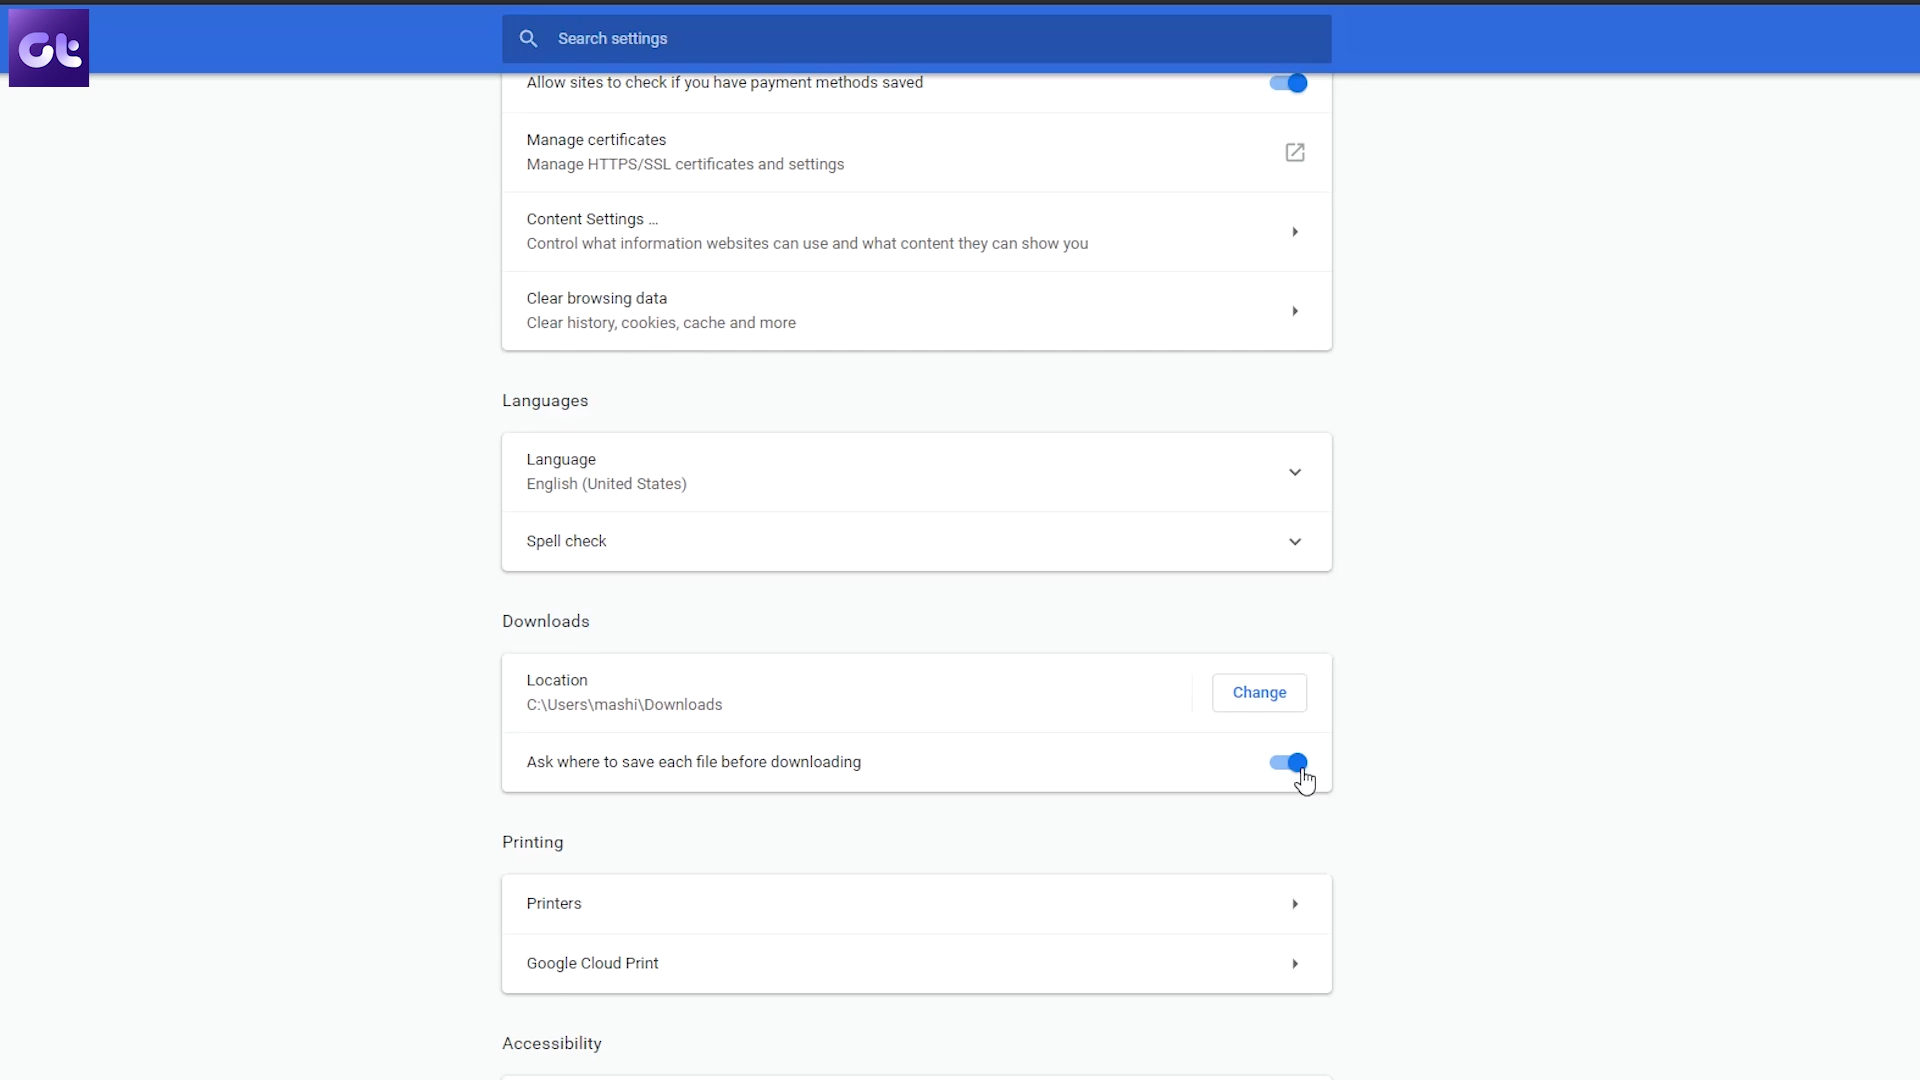 Gt
Search settings
Allow sites to check if you have payment methods saved
Manage certificates
Manage HTTPS/SSL certificates and settings
Content Settings ...
Control what information websites can use and what content they can show you
Clear browsing data
Clear history, cookies, cache and more
Languages
Language
English (United States)
Spell check
Downloads
Location
C:\Users\mashi\Downloads
Change
Ask where to save each file before downloading
Printing
Printers
Google Cloud Print
Accessibility